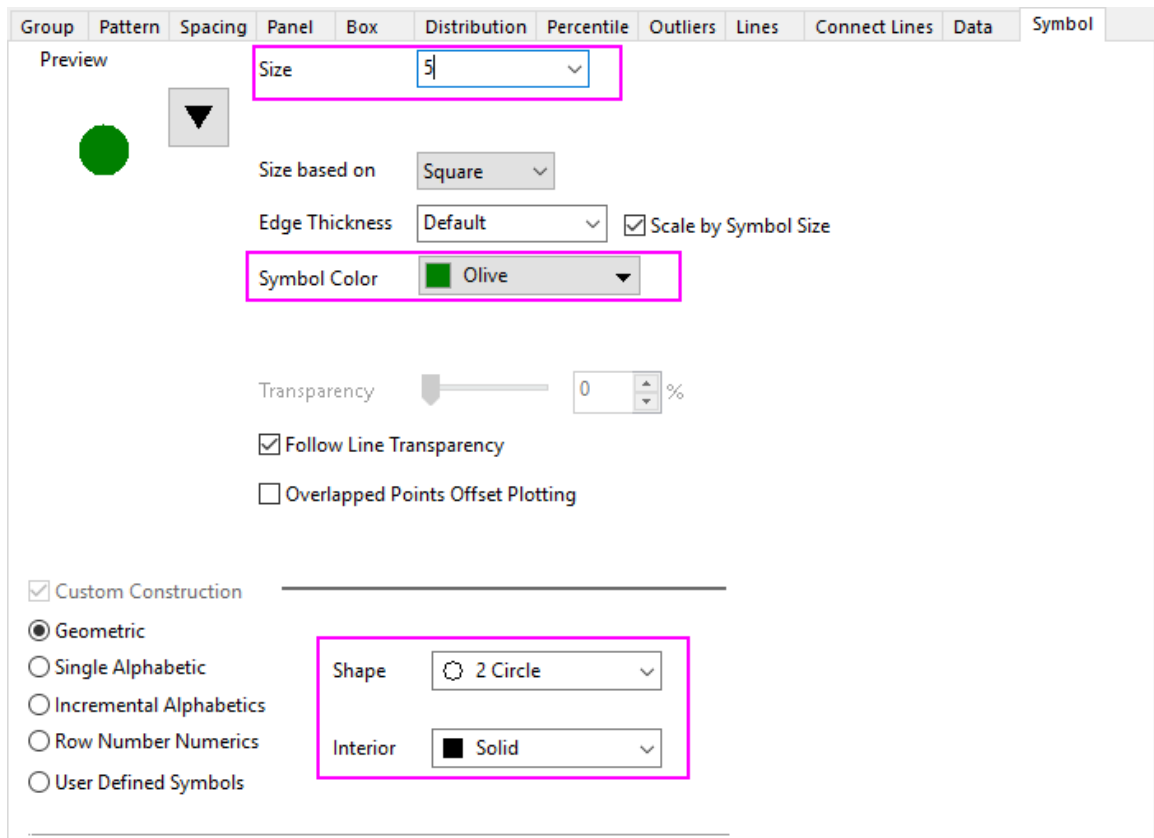 Group Pattern Spacing Panel Box Distribution Percentile Outliers Lines Connect Lines Data Symbol
Preview
Size 5
Size based on Square
Edge Thickness Default Scale by Symbol Size
Symbol Color Olive
Transparency 0 %
Follow Line Transparency
Overlapped Points Offset Plotting
Custom Construction
Geometric
Single Alphabetic
Shape 2 Circle
Incremental Alphabetics
Row Number Numerics
Interior Solid
User Defined Symbols